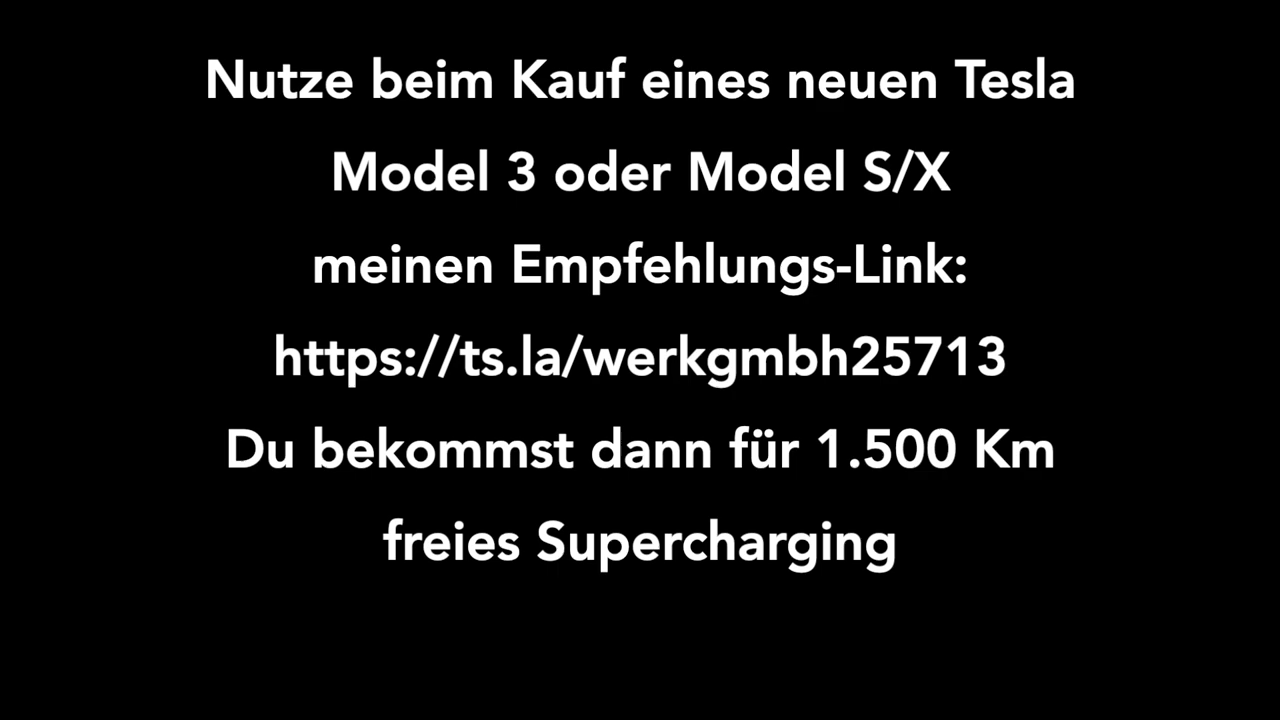 Nutze beim Kauf eines neuen Tesla
Model 3 oder Model S/X
meinen Empfehlungs-Link:
https://ts.la/werkgmbh25713
Du bekommst dann für 1.500 Km
freies Supercharging